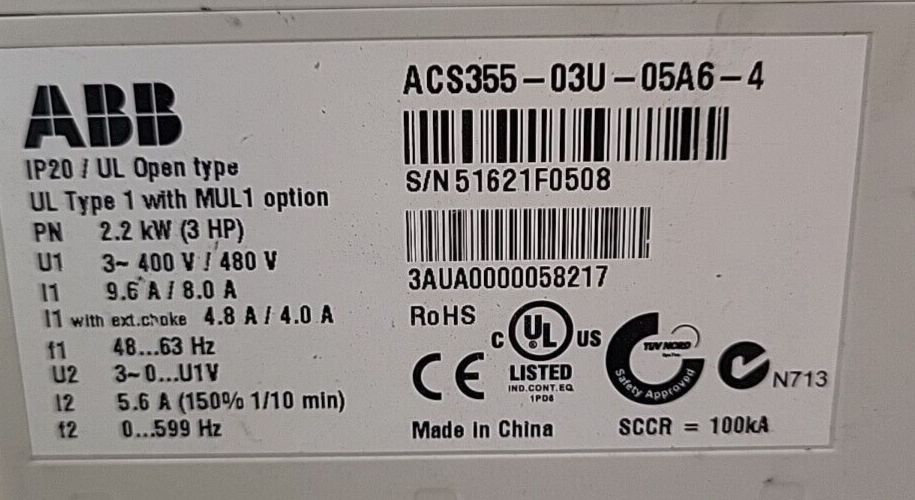 ABB
IP20 / UL Open type
UL Type 1 with MUL1 option
PN 2.2 kW (3 HP)
U1 3~ 400 V / 480 V
I1 9.6 A / 8.0 A
I1 with ext.choke 4.8 A / 4.0 A
f1 48...63 Hz
U2 3~0...U1V
I2 5.6 A (150% 1/10 min)
f2 0...599 Hz
ACS355-03U-05A6-4
S/N 51621F0508
3AUA0000058217
RoHS
CE
C UL US
LISTED
IND.CONT.EQ
1PD8
TUV NORD
Safety Approved
N713
Made in China
SCCR = 100kA